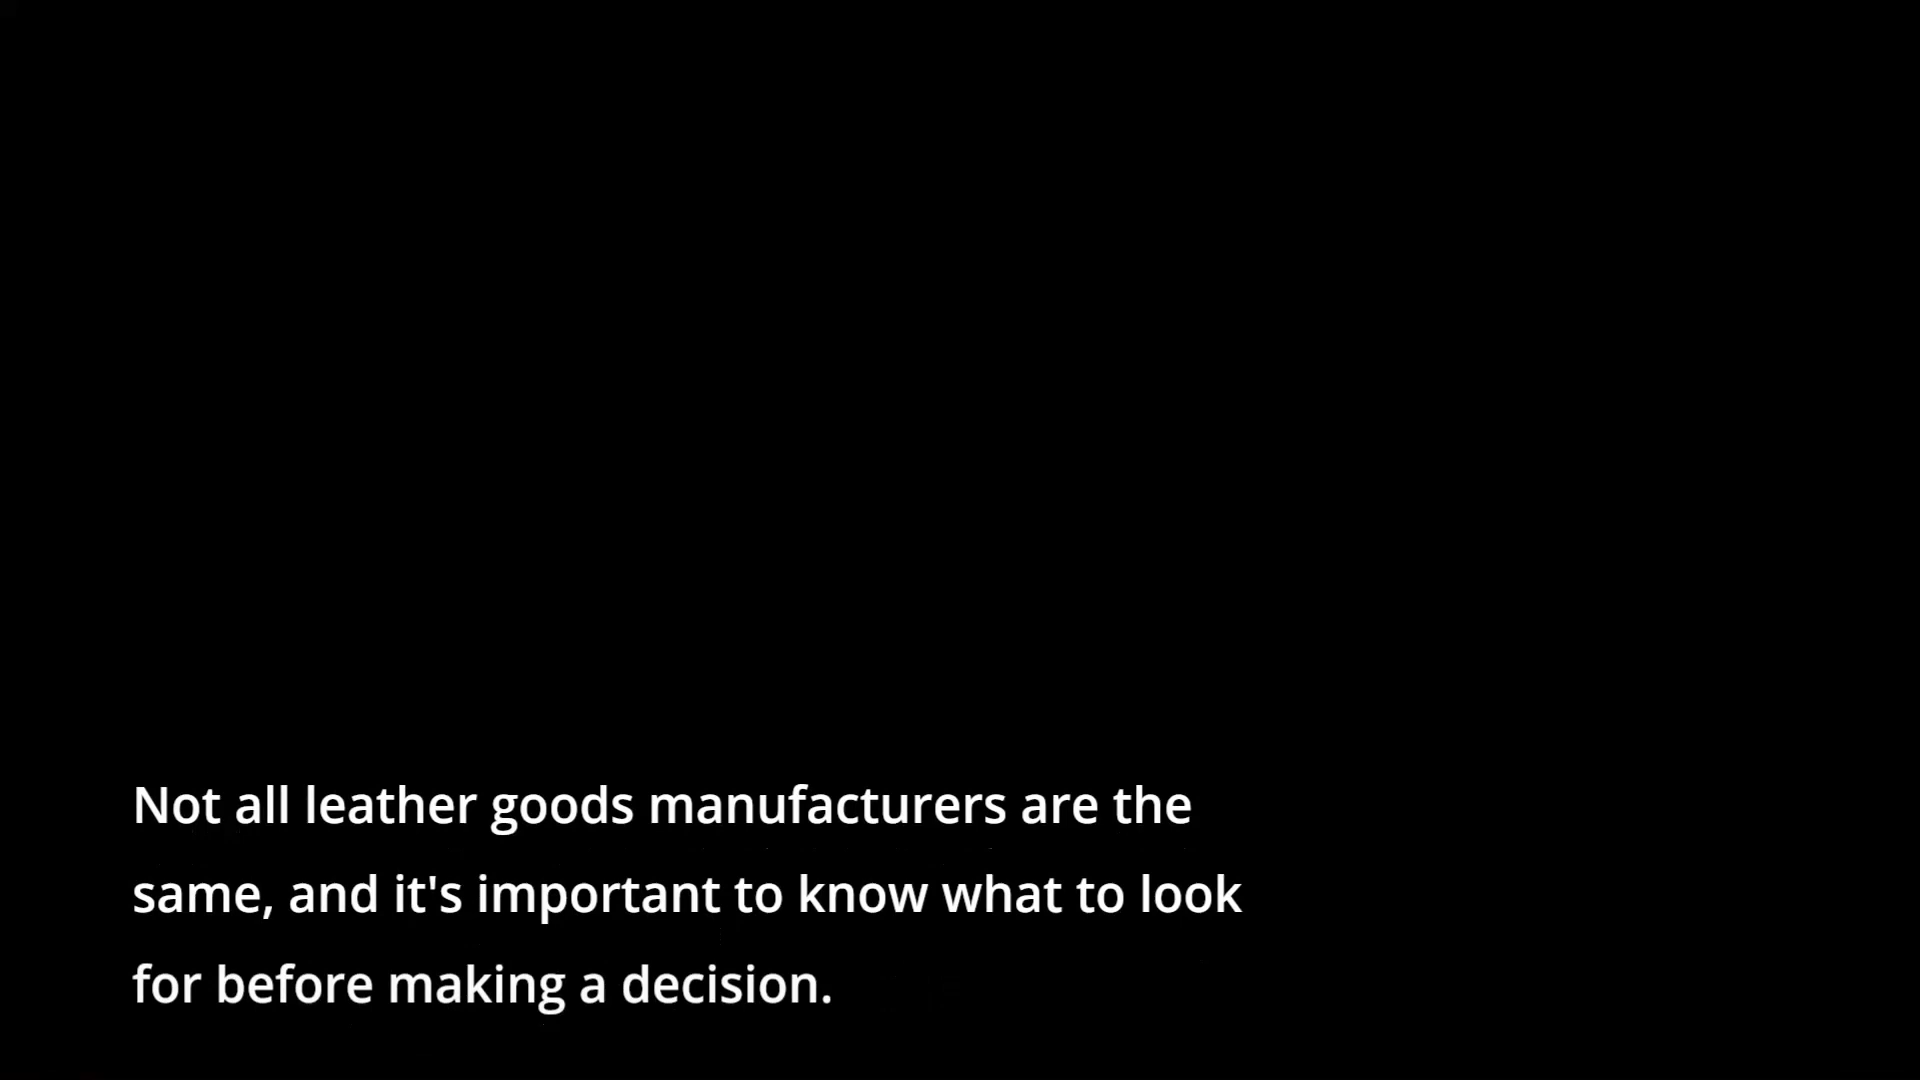 Not all leather goods manufacturers are the
same, and it's important to know what to look
for before making a decision.